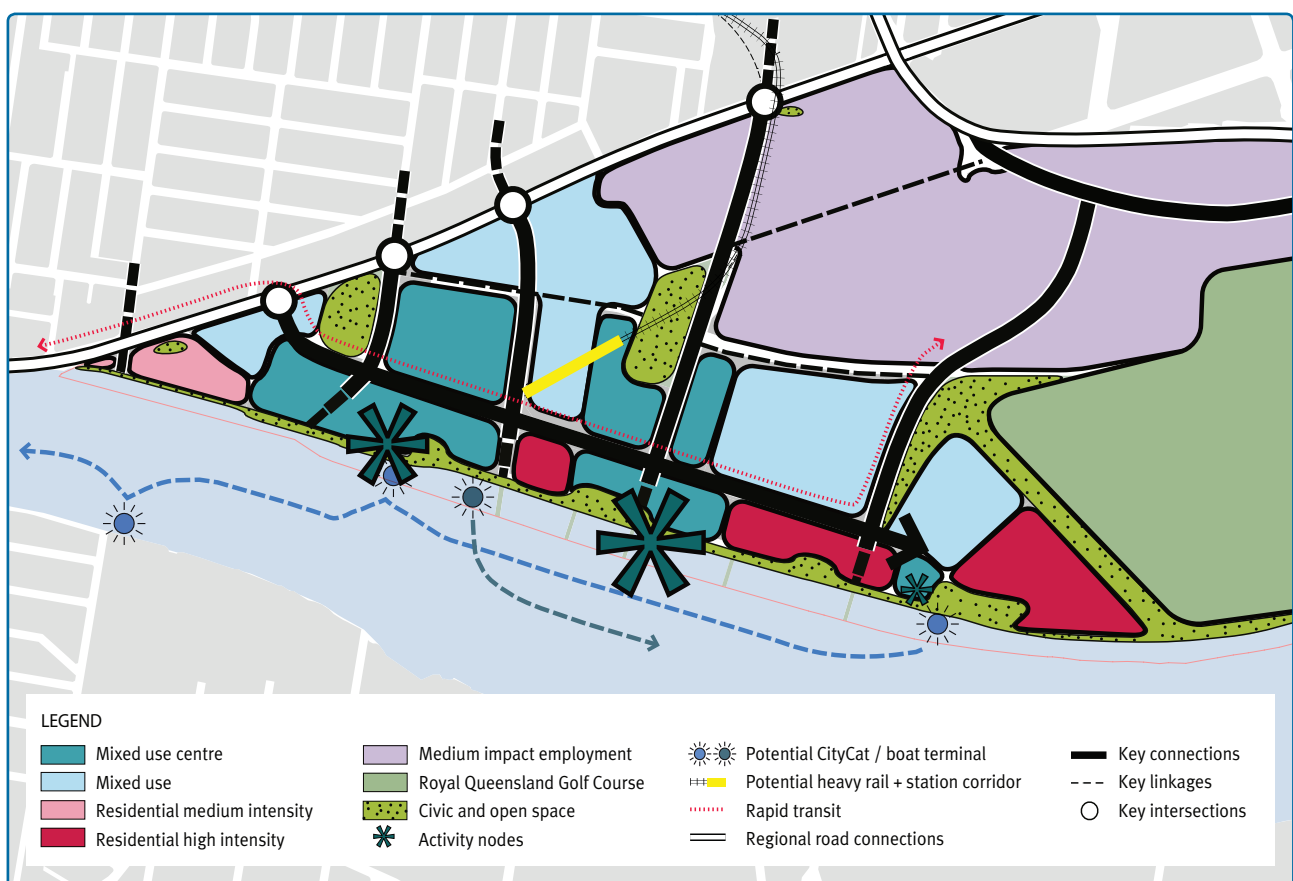 LEGEND
Mixed use centre
Mixed use
Residential medium intensity
Residential high intensity
Medium impact employment
Royal Queensland Golf Course
Civic and open space
Activity nodes
Potential CityCat / boat terminal
Potential heavy rail + station corridor
Rapid transit
Regional road connections
Key connections
Key linkages
Key intersections